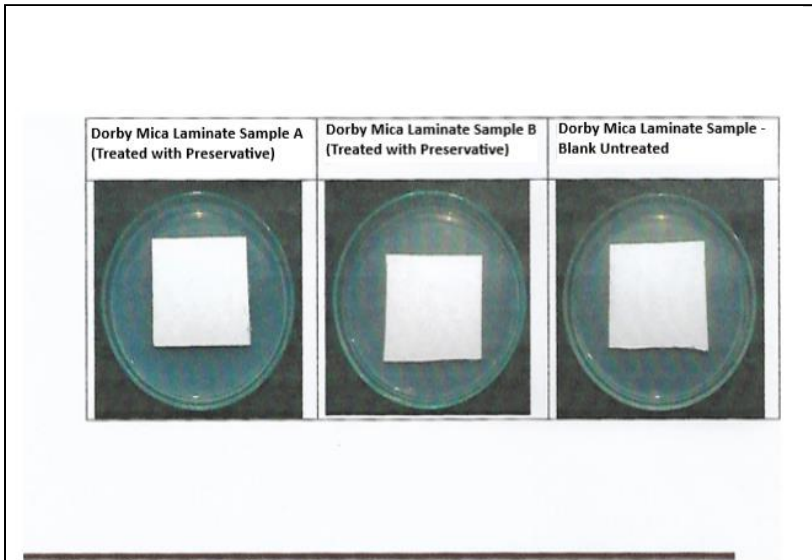 Dorby Mica Laminate Sample A
(Treated with Preservative)
Dorby Mica Laminate Sample B
(Treated with Preservative)
Dorby Mica Laminate Sample -
Blank Untreated